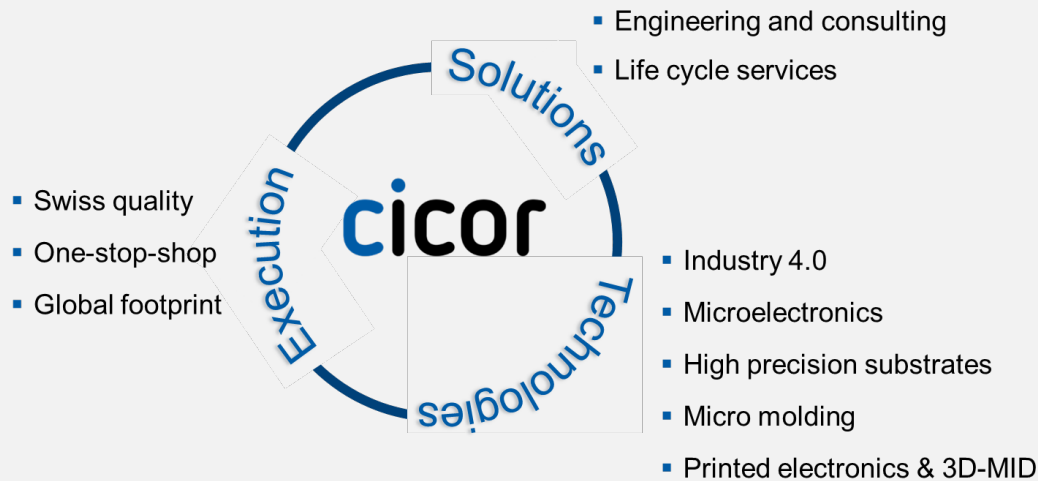 Solutions
Engineering and consulting
Life cycle services
Execution
Swiss quality
One-stop-shop
Global footprint
cicor
Technologies
Industry 4.0
Microelectronics
High precision substrates
Micro molding
Printed electronics & 3D-MID